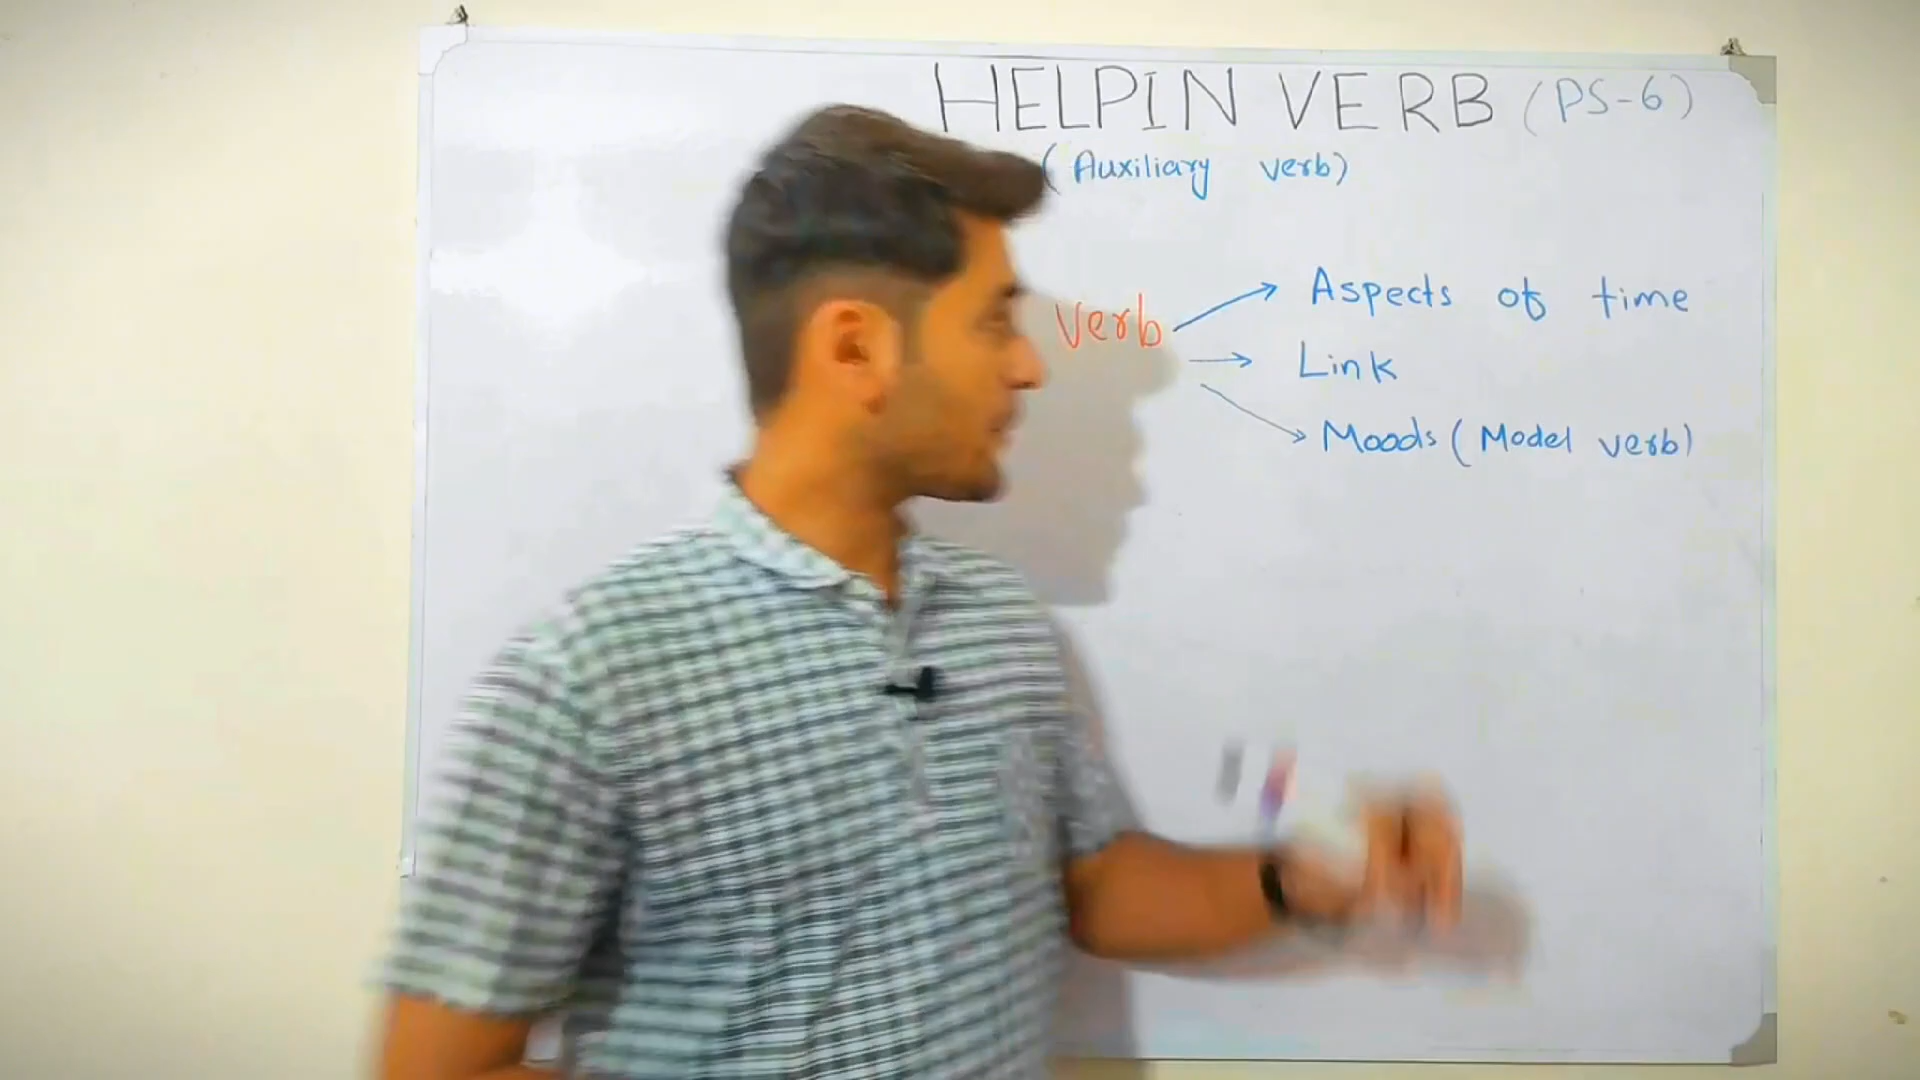 HELPIN VERB (PS-6)
(Auxiliary verb)
Verb
Aspects of time
Link
Moods (Model verb)